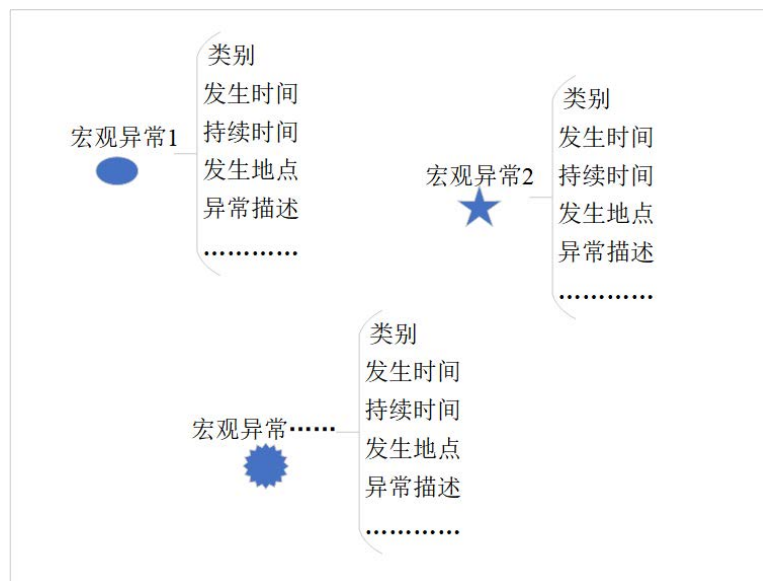 宏观异常1
类别
发生时间
持续时间
发生地点
异常描述
…………
宏观异常2
类别
发生时间
持续时间
发生地点
异常描述
…………
宏观异常……
类别
发生时间
持续时间
发生地点
异常描述
…………